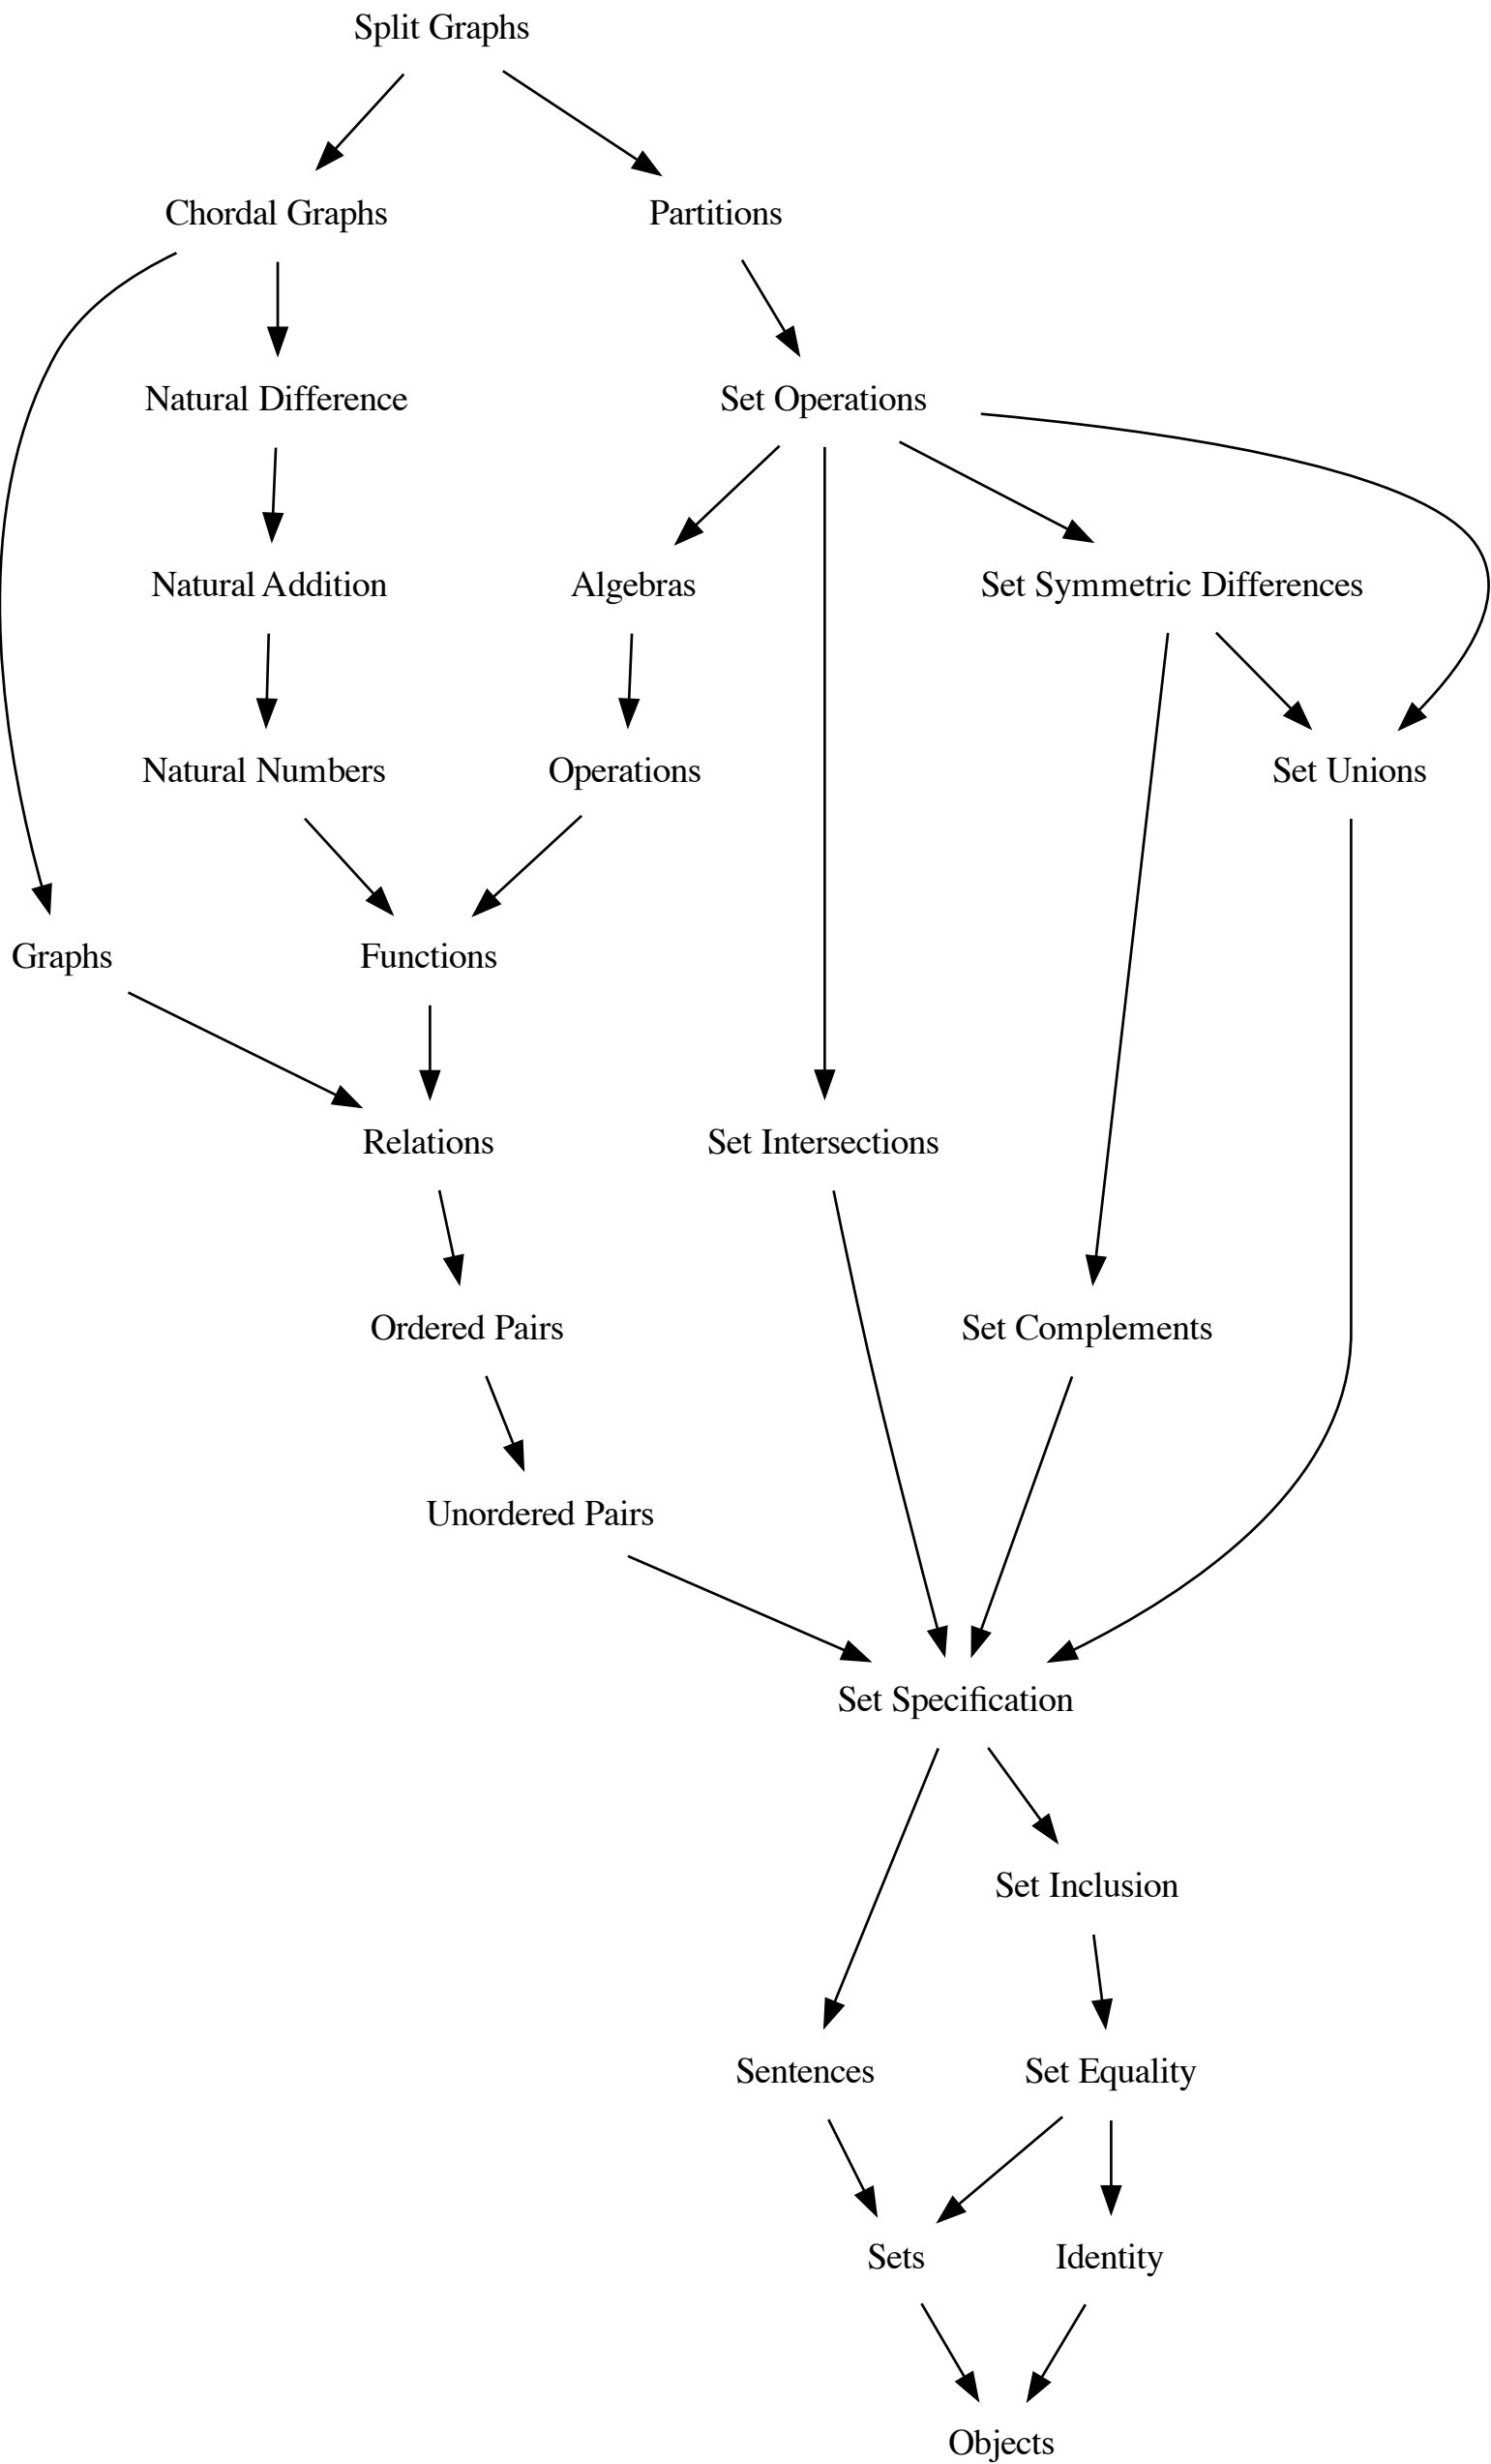 Split Graphs
Chordal Graphs
Partitions
Natural Difference
Set Operations
Natural Addition
Algebras
Set Symmetric Differences
Natural Numbers
Operations
Set Unions
Graphs
Functions
Relations
Set Intersections
Ordered Pairs
Set Complements
Unordered Pairs
Set Specification
Set Inclusion
Sentences
Set Equality
Sets
Identity
Objects